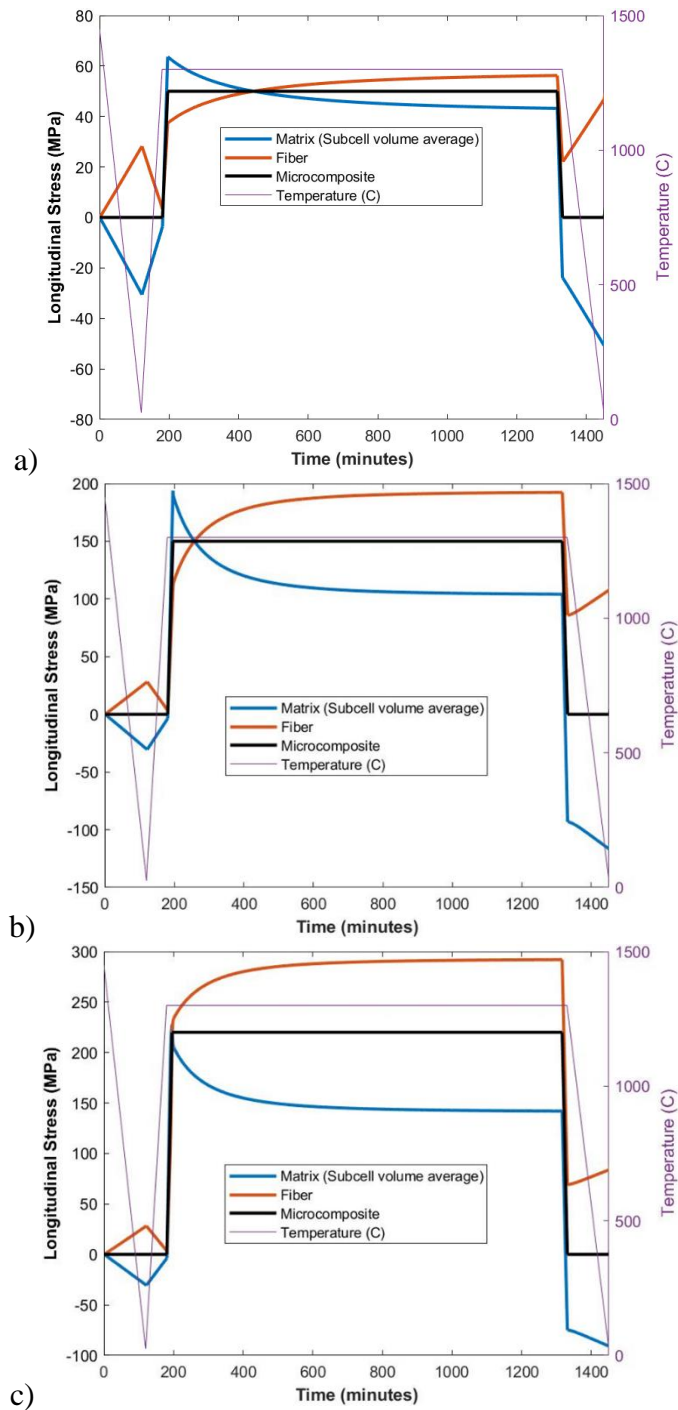 80
60
40
20
0
-20
-40
-60
-80
Longitudinal Stress (MPa)
Matrix (Subcell volume average)
Fiber
Microcomposite
Temperature (C)
1500
1000
500
0
Temperature (C)
0 200 400 600 800 1000 1200 1400
Time (minutes)
a)
200
150
100
50
0
-50
-100
-150
Longitudinal Stress (MPa)
Matrix (Subcell volume average)
Fiber
Microcomposite
Temperature (C)
1500
1000
500
0
Temperature (C)
0 200 400 600 800 1000 1200 1400
Time (minutes)
b)
300
250
200
150
100
50
0
-50
-100
Longitudinal Stress (MPa)
Matrix (Subcell volume average)
Fiber
Microcomposite
Temperature (C)
1500
1000
500
0
Temperature (C)
0 200 400 600 800 1000 1200 1400
Time (minutes)
c)